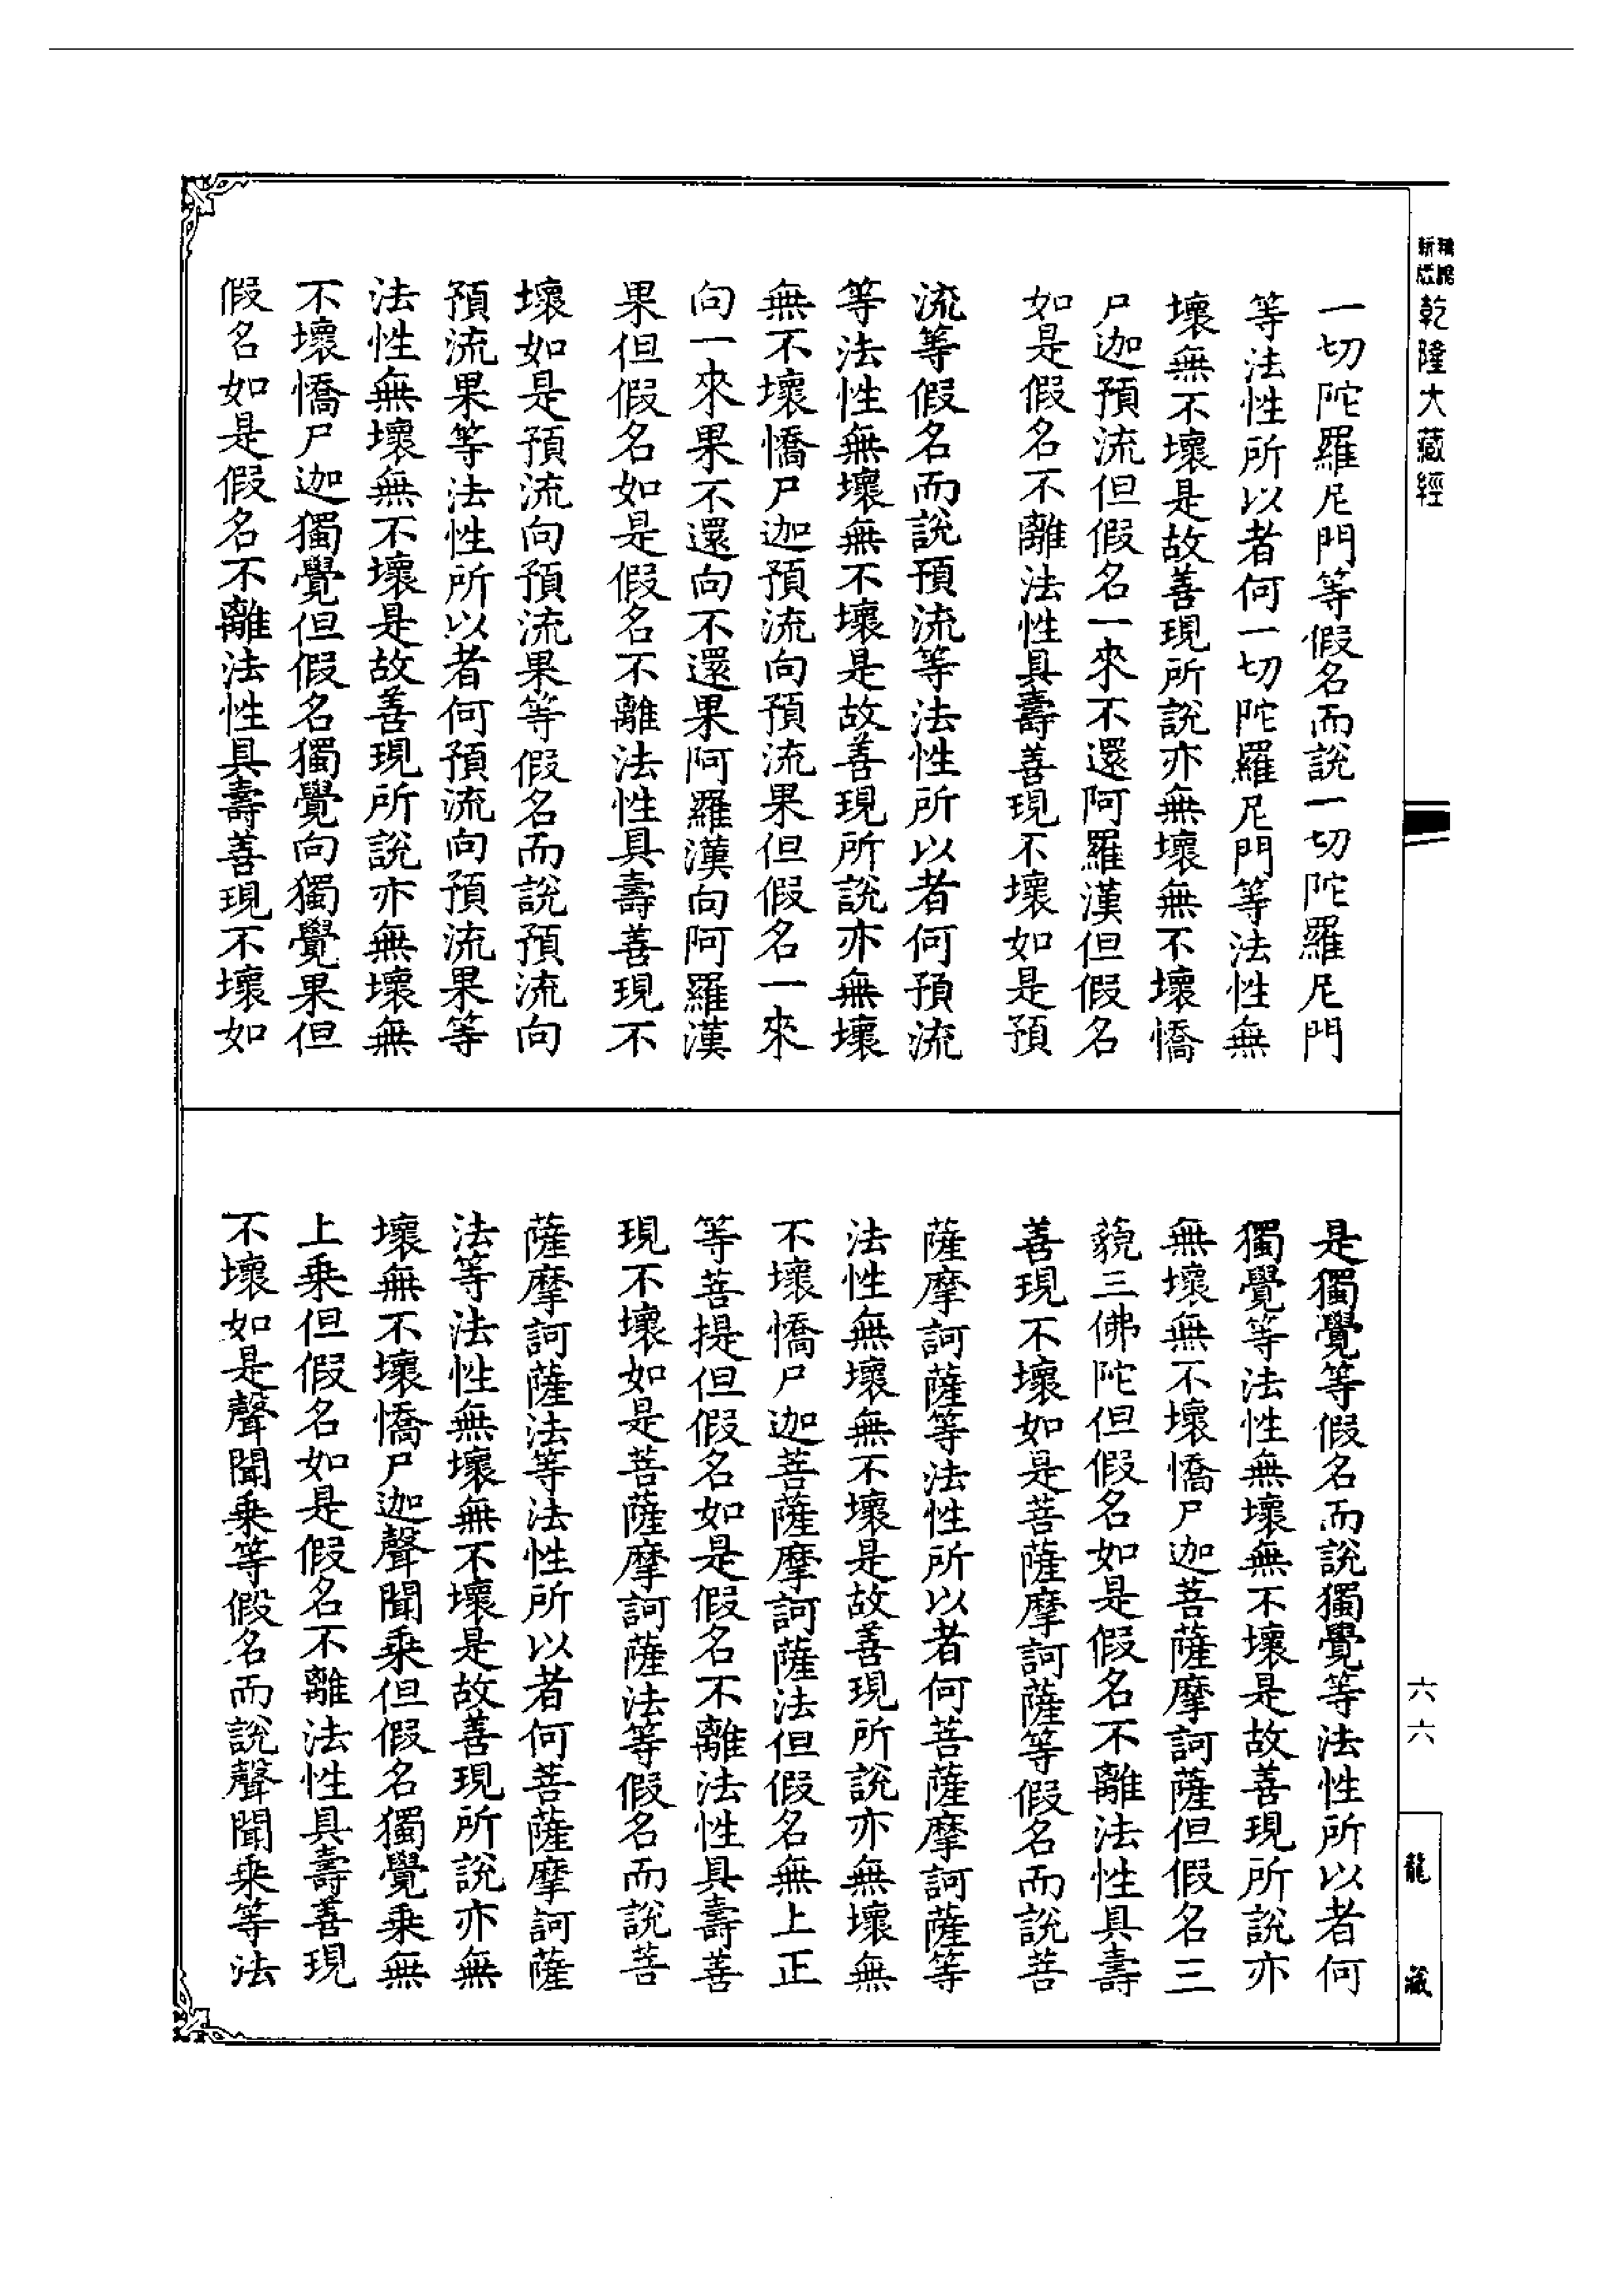 乾隆大藏經
一切陀羅尼門等假名而說一切陀羅尼門
等法性所以者何一切陀羅尼門等法性無
壞無不壞是故善現所說亦無壞無不壞憍
尸迦預流但假名一來不還阿羅漢但假名
如是假名不離法性具壽善現不壞如是預
流等假名而說預流等法性所以者何預流
等法性無壞無不壞是故善現所說亦無壞
無不壞憍尸迦預流向預流果但假名一來
向一來果不還向不還果阿羅漢向阿羅漢
果但假名如是假名不離法性具壽善現不
壞如是預流向預流果等假名而說預流向
預流果等法性所以者何預流向預流果等
法性無壞無不壞是故善現所說亦無壞無
不壞憍尸迦獨覺但假名獨覺向獨覺果但
假名如是假名不離法性具壽善現不壞如
是獨覺等假名而說獨覺等法性所以者何
獨覺等法性無壞無不壞是故善現所說亦
無壞無不壞憍尸迦菩薩摩訶薩但假名三
藐三佛陀但假名如是假名不離法性具壽
善現不壞如是菩薩摩訶薩等假名而說菩
薩摩訶薩等法性所以者何菩薩摩訶薩等
法性無壞無不壞是故善現所說亦無壞無
不壞憍尸迦菩薩摩訶薩法但假名無上正
等菩提但假名如是假名不離法性具壽善
現不壞如是菩薩摩訶薩法等假名而說菩
薩摩訶薩法等法性所以者何菩薩摩訶薩
法等法性無壞無不壞是故善現所說亦無
壞無不壞憍尸迦聲聞乘但假名獨覺乘無
上乘但假名如是假名不離法性具壽善現
不壞如是聲聞乘等假名而說聲聞乘等法
六六
龍藏